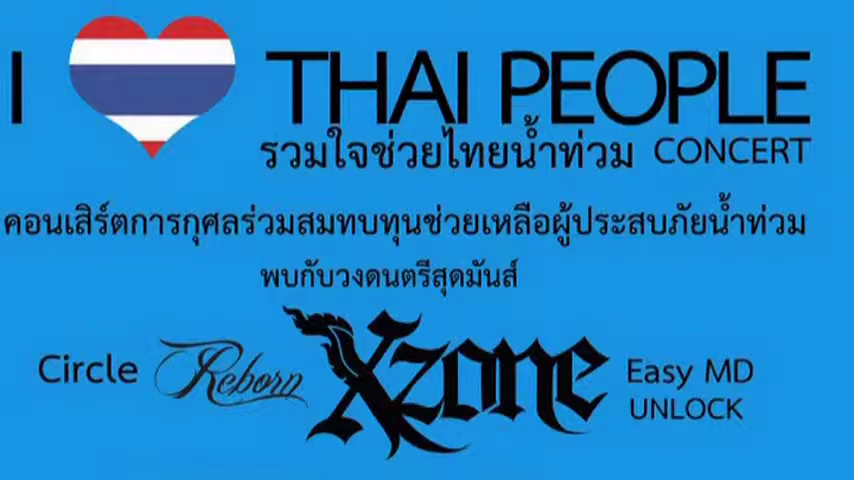 I THAI PEOPLE
รวมใจช่วยไทยน้ำท่วม CONCERT
คอนเสิร์ตการกุศลร่วมสมทบทุนช่วยเหลือผู้ประสบภัยน้ำท่วม
พบกับวงดนตรีสุดมันส์
Circle Reborn Xzone Easy MD
UNLOCK